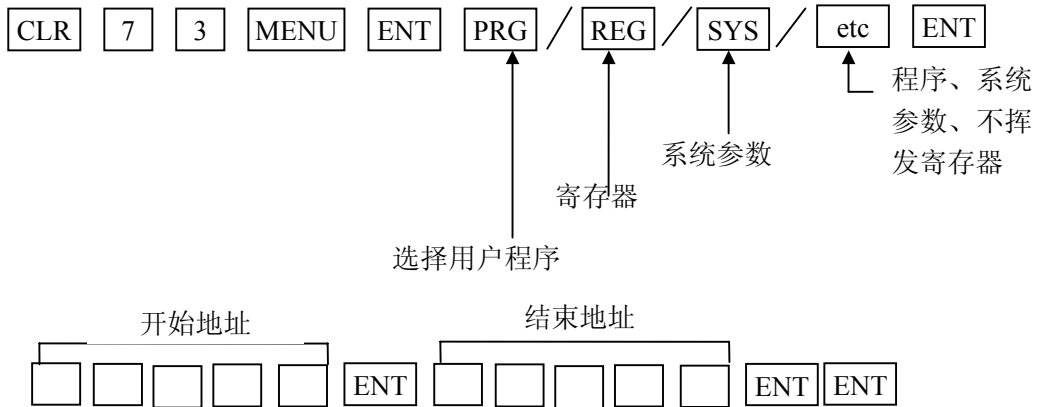 CLR 7 3 MENU ENT PRG / REG / SYS / etc ENT
程序、系统
参数、不挥
发寄存器
系统参数
寄存器
选择用户程序
开始地址 结束地址
ENT ENT ENT